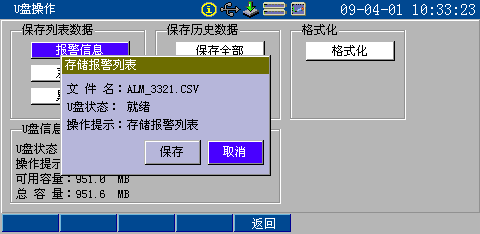 U盘操作
09-04-01 10:33:23
保存列表数据
保存历史数据
格式化
报警信息
保存全部
格式化
存储报警列表
文 件 名：ALM_3321.CSV
U盘状态： 就绪
操作提示：存储报警列表
保存
取消
U盘信息
U盘状态
操作提示
可用容量：951.0 MB
总 容 量：951.6 MB
返回